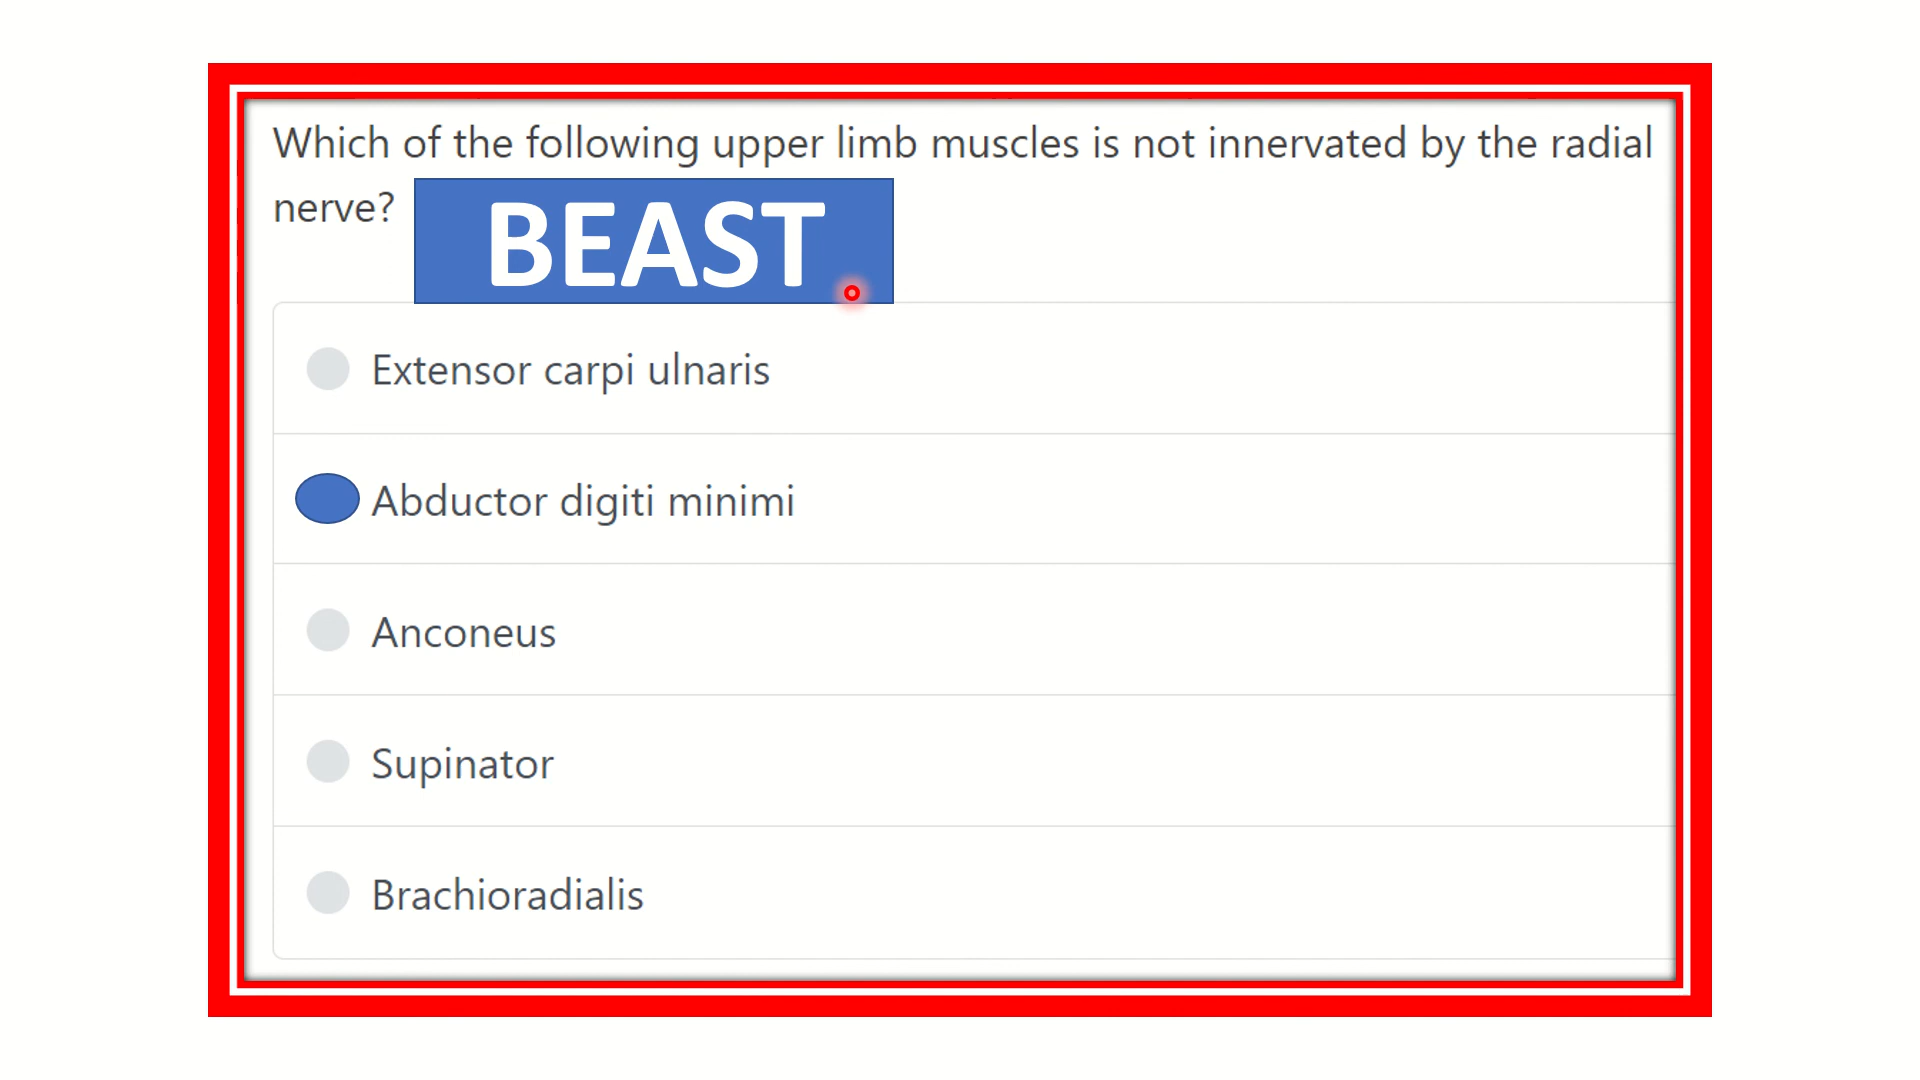 Which of the following upper limb muscles is not innervated by the radial
nerve?
BEAST
Extensor carpi ulnaris
Abductor digiti minimi
Anconeus
Supinator
Brachioradialis